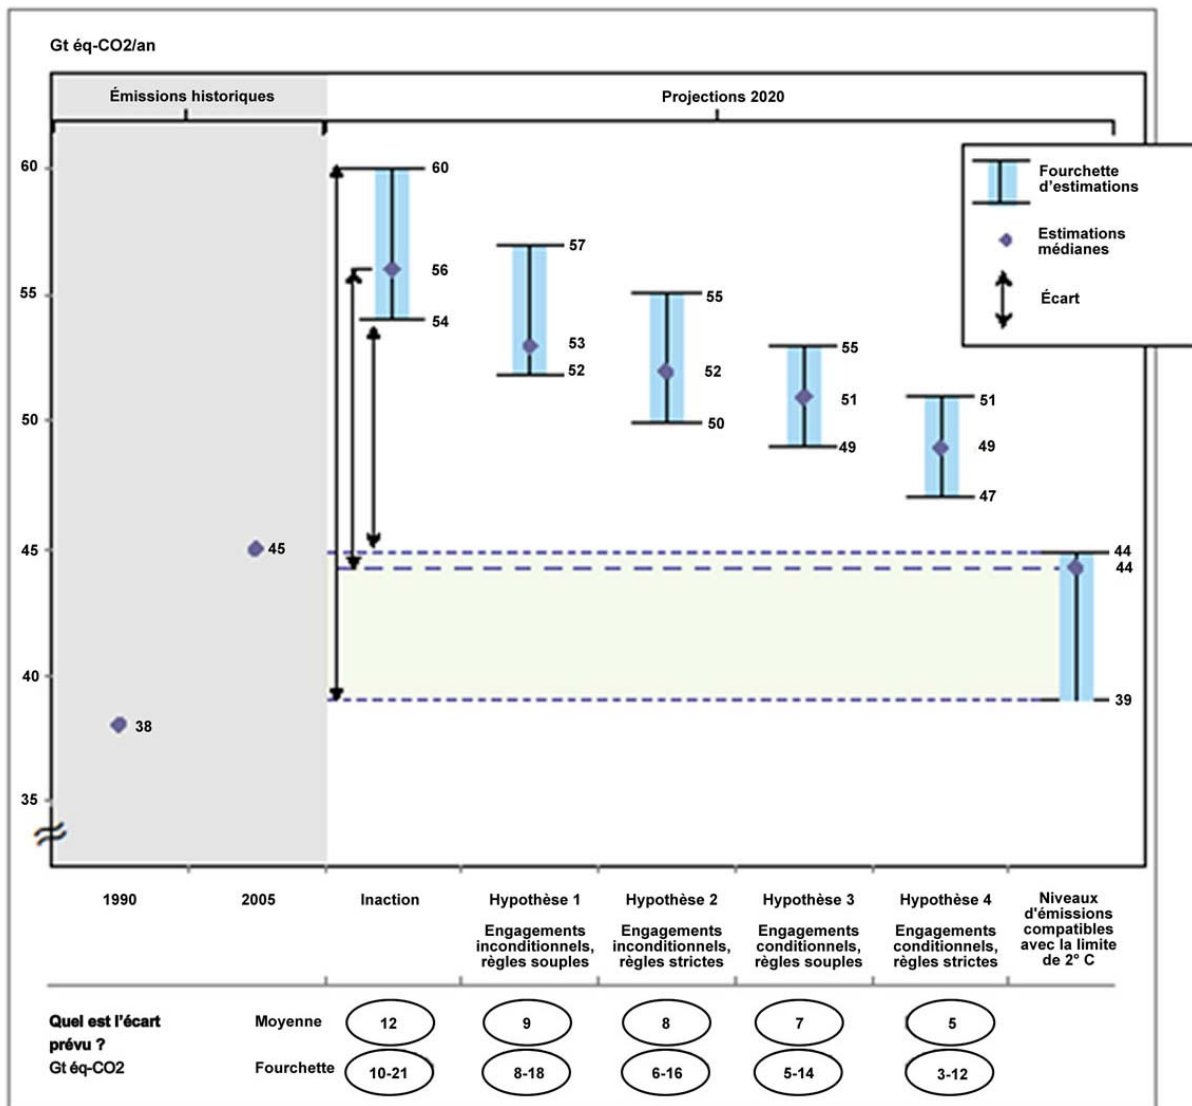 Gt éq-CO2/an
Émissions historiques
Projections 2020
60
55
50
45
40
35
Fourchette
d'estimations
Estimations
médianes
Écart
38
45
60
56
54
57
53
52
55
52
50
55
51
49
51
49
47
44
44
39
1990
2005
Inaction
Hypothèse 1
Engagements
inconditionnels,
règles souples
Hypothèse 2
Engagements
inconditionnels,
règles strictes
Hypothèse 3
Engagements
conditionnels,
règles souples
Hypothèse 4
Engagements
conditionnels,
règles strictes
Niveaux
d'émissions
compatibles
avec la limite
de 2° C
Quel est l'écart
prévu ?
Gt éq-CO2
Moyenne
12
9
8
7
5
Fourchette
10-21
8-18
6-16
5-14
3-12